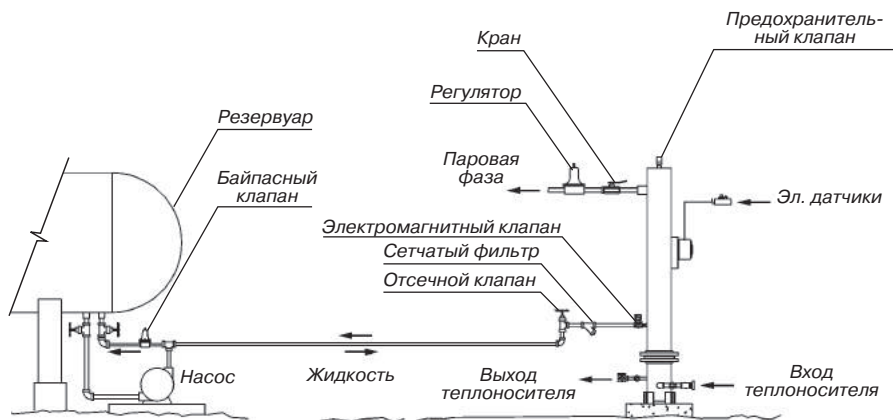 Предохранитель-
ный клапан
Кран
Регулятор
Резервуар
Паровая
фаза
Байпасный
клапан
Эл. датчики
Электромагнитный клапан
Сетчатый фильтр
Отсечной клапан
Насос
Жидкость
Выход
теплоносителя
Вход
теплоносителя